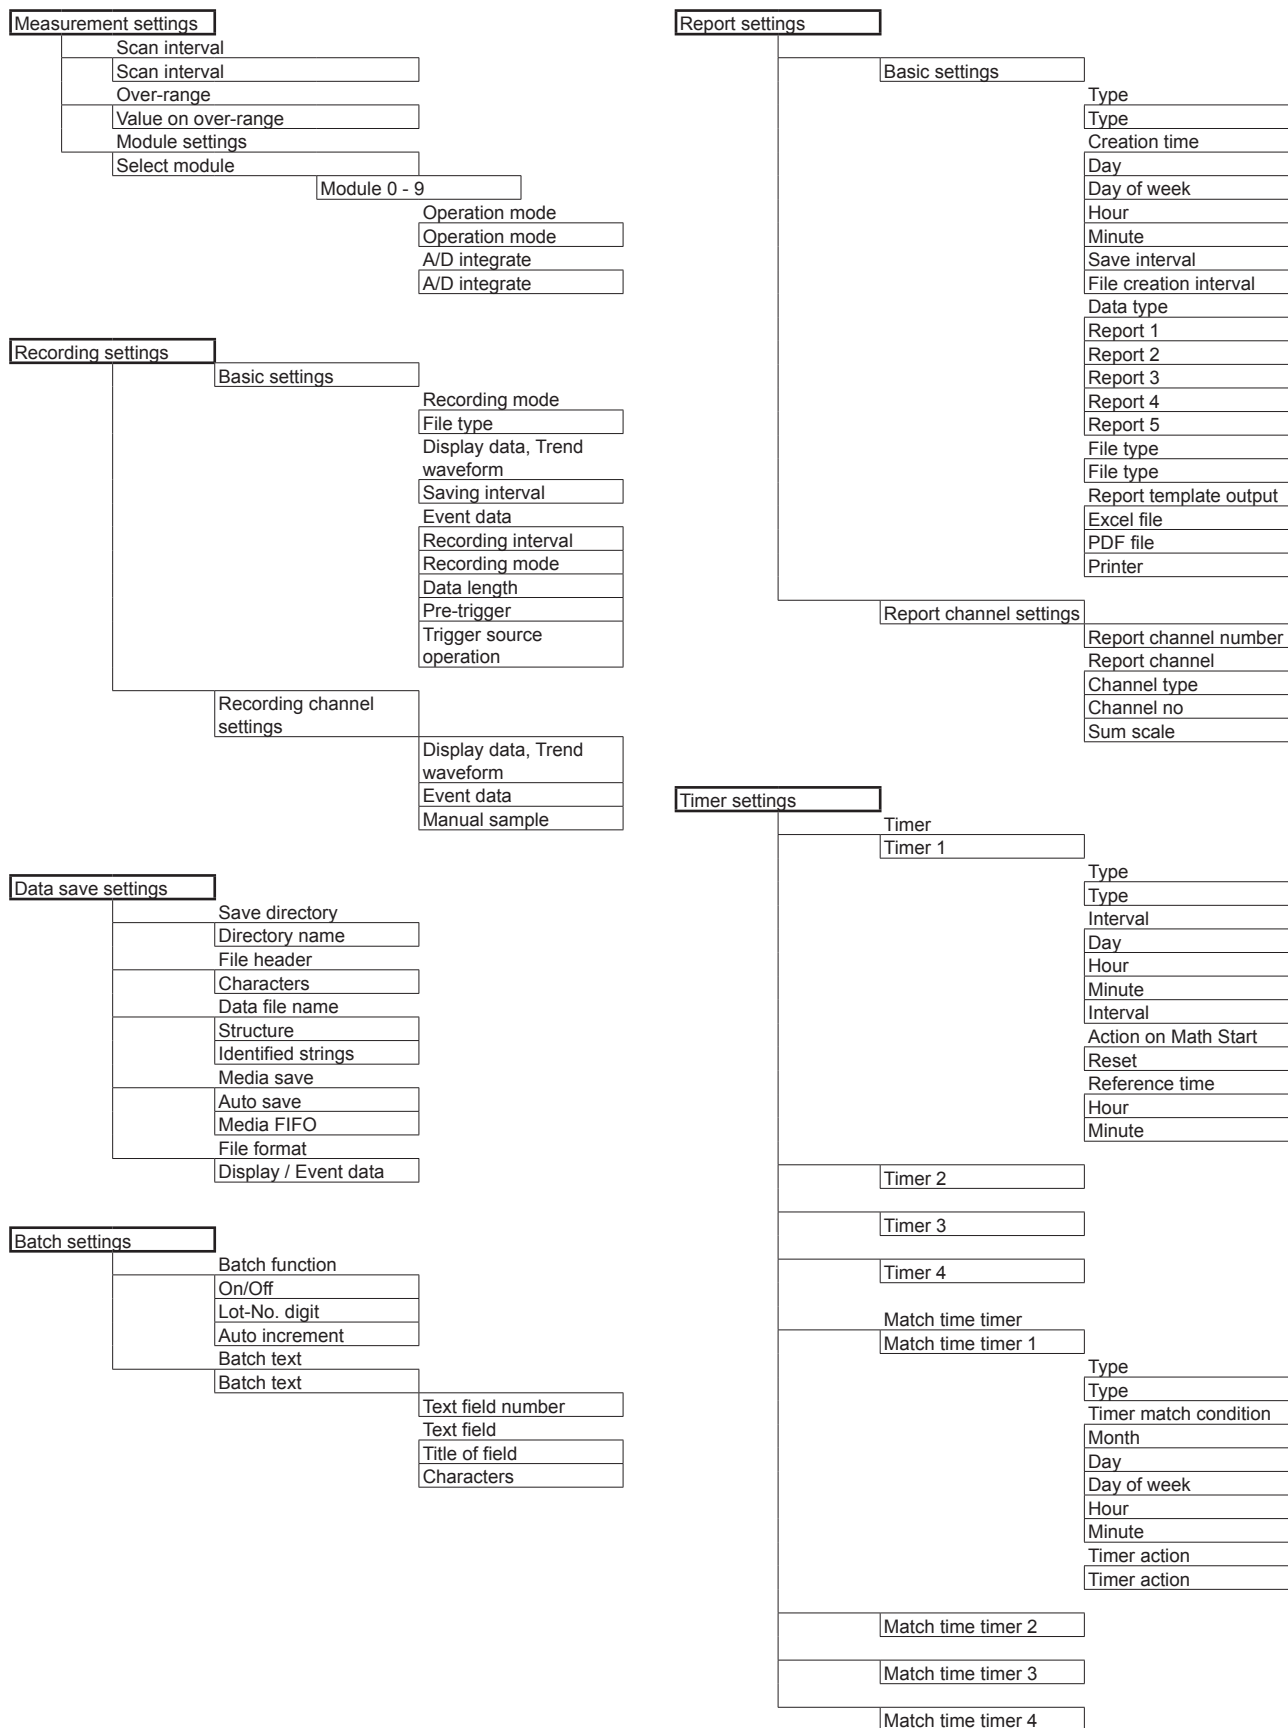 Measurement settings
Scan interval
Scan interval
Over-range
Value on over-range
Module settings
Select module
Module 0 - 9
Operation mode
Operation mode
A/D integrate
A/D integrate
Recording settings
Basic settings
Recording mode
File type
Display data, Trend
waveform
Saving interval
Event data
Recording interval
Recording mode
Data length
Pre-trigger
Trigger source
operation
Recording channel
settings
Display data, Trend
waveform
Event data
Manual sample
Data save settings
Save directory
Directory name
File header
Characters
Data file name
Structure
Identified strings
Media save
Auto save
Media FIFO
File format
Display / Event data
Batch settings
Batch function
On/Off
Lot-No. digit
Auto increment
Batch text
Batch text
Text field number
Text field
Title of field
Characters
Report settings
Basic settings
Type
Type
Creation time
Day
Day of week
Hour
Minute
Save interval
File creation interval
Data type
Report 1
Report 2
Report 3
Report 4
Report 5
File type
File type
Report template output
Excel file
PDF file
Printer
Report channel settings
Report channel number
Report channel
Channel type
Channel no
Sum scale
Timer settings
Timer
Timer 1
Type
Type
Interval
Day
Hour
Minute
Interval
Action on Math Start
Reset
Reference time
Hour
Minute
Timer 2
Timer 3
Timer 4
Match time timer
Match time timer 1
Type
Type
Timer match condition
Month
Day
Day of week
Hour
Minute
Timer action
Timer action
Match time timer 2
Match time timer 3
Match time timer 4